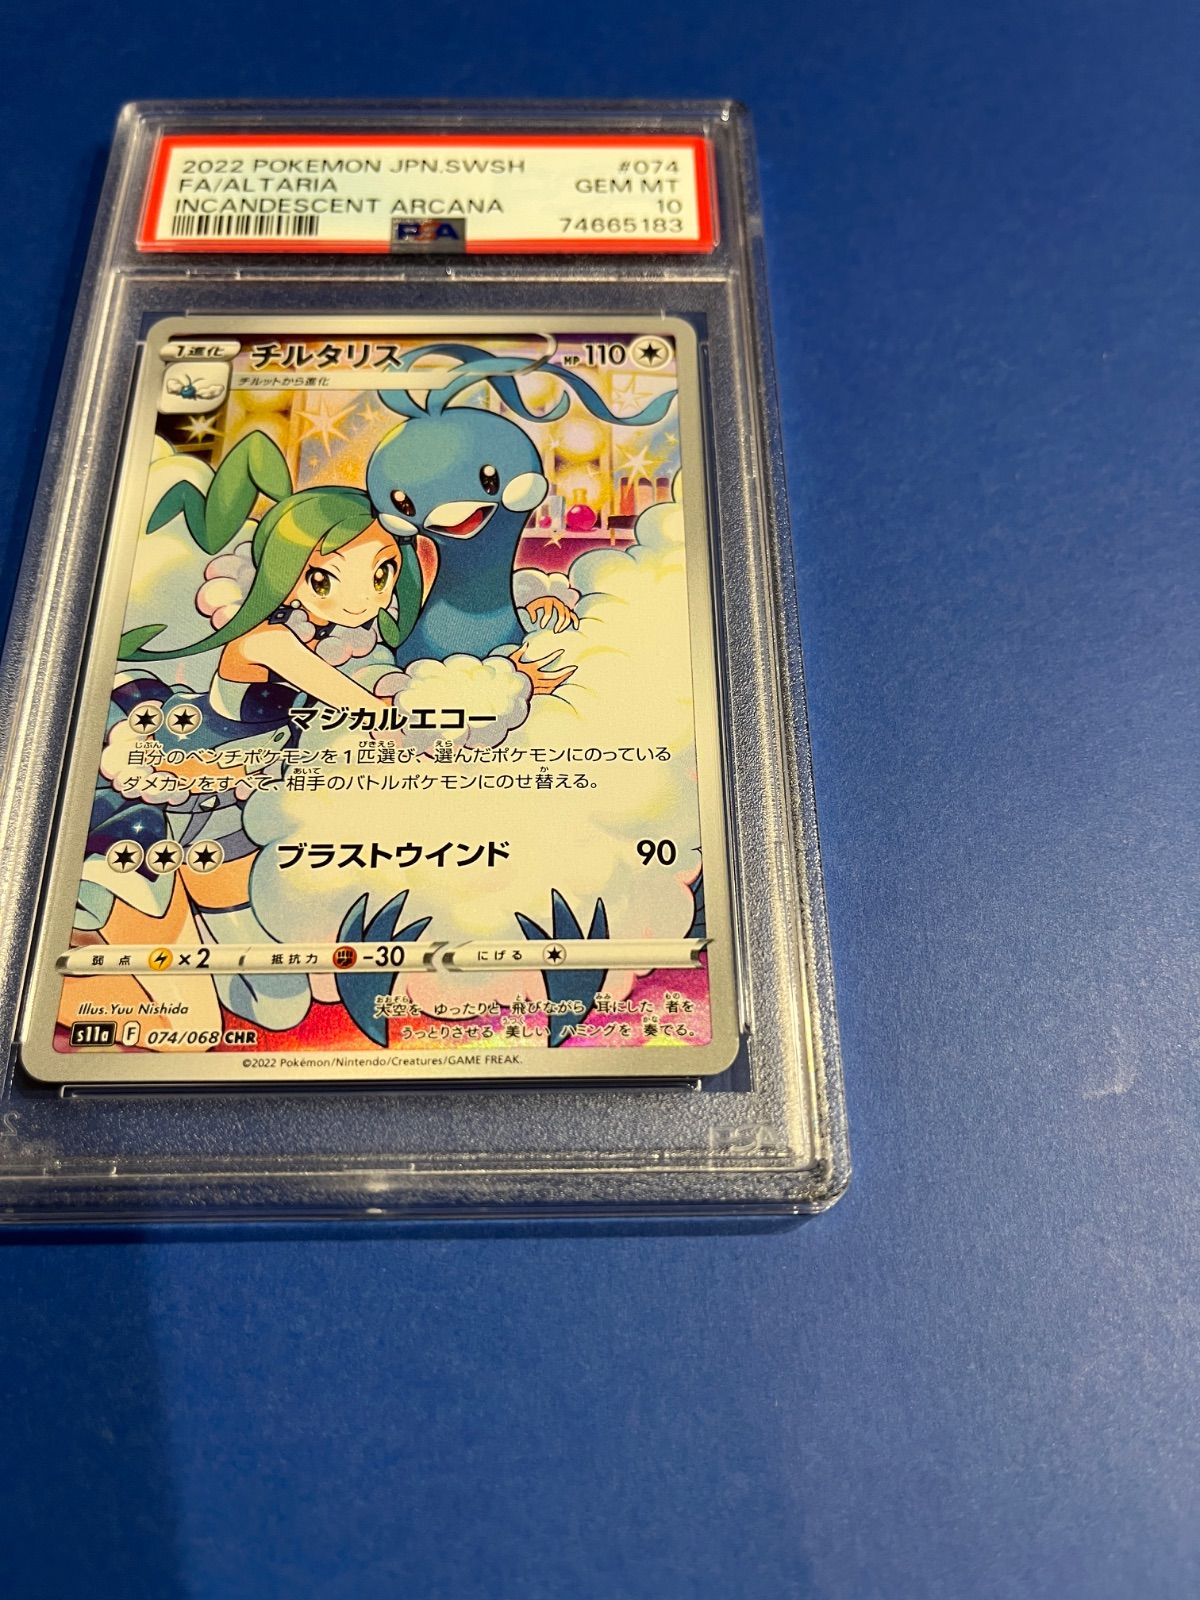 2022 POKEMON JPN.SWSH #074
FA/ALTARIA GEM MT
INCANDESCENT ARCANA 10
PSA 74665183
1進化 チルタリス HP 110
チルットから進化
マジカルエコー
自分のベンチポケモンを1匹選び、選んだポケモンにのっている
ダメカンをすべて、相手のバトルポケモンにのせ替える。
ブラストウインド 90
弱点 ×2 抵抗力 -30 にげる
Illus. Yuu Nishida
大空を ゆったりと 飛びながら 耳にした 者を
うっとりさせる 美しい ハミングを 奏でる。
s11a F 074/068 CHR
©2022 Pokémon/Nintendo/Creatures/GAME FREAK.
PSA